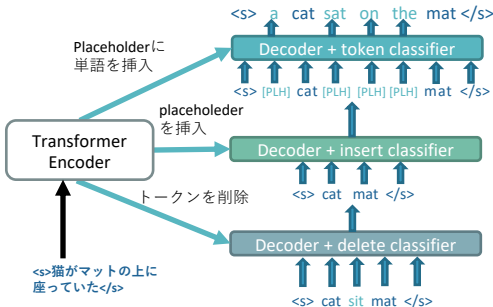 <s> a cat sat on the mat </s>
Placeholderに
単語を挿入
Decoder + token classifier
<s> [PLH] cat [PLH] [PLH] [PLH] mat </s>
placeholeder
を挿入
Transformer
Encoder
Decoder + insert classifier
<s> cat mat </s>
トークンを削除
Decoder + delete classifier
<s>猫がマットの上に
座っていた</s>
<s> cat sit mat </s>